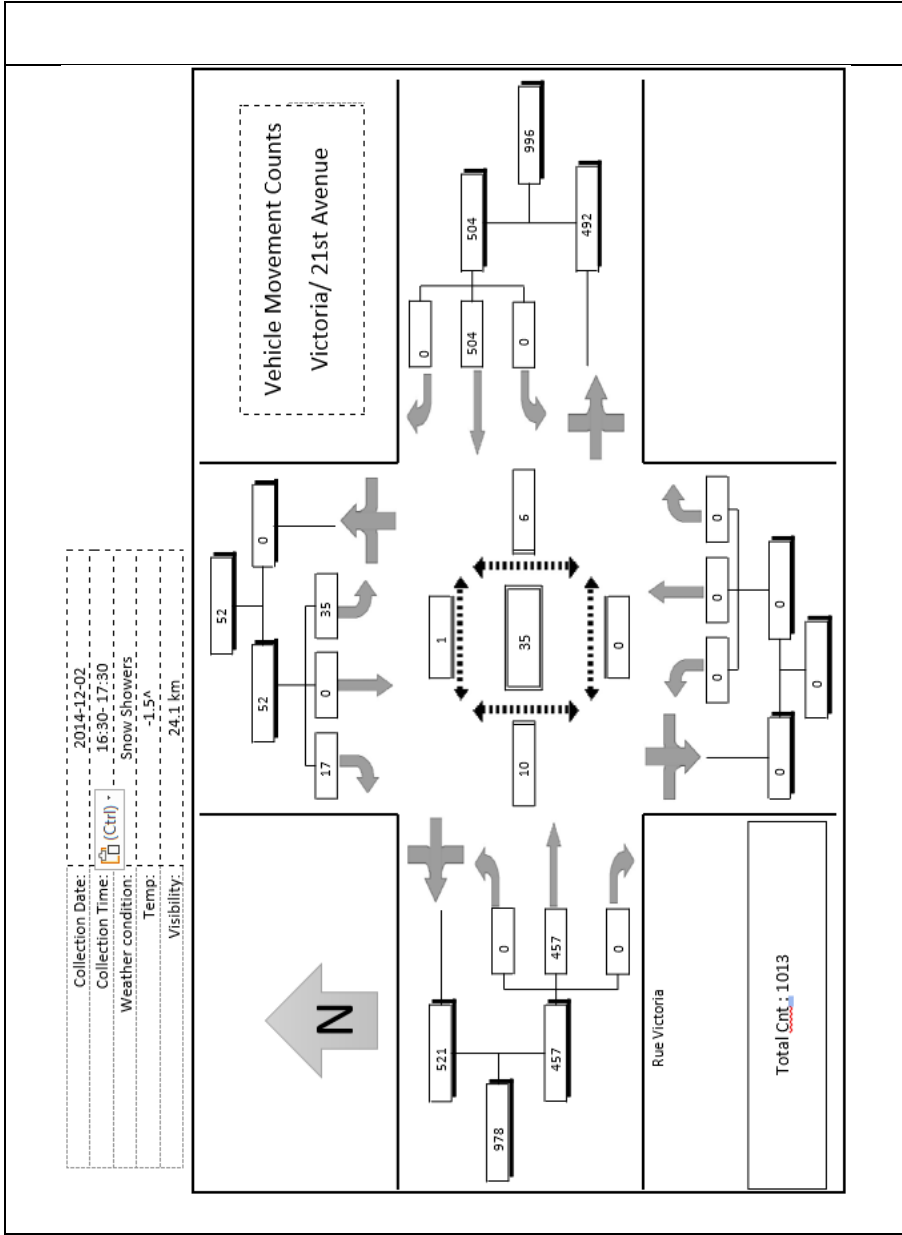 Collection Date: 2014-12-02
Collection Time: 16:30- 17:30
(Ctrl)
Weather condition: Snow Showers
Temp: -1.5^
Visibility: 24.1 km
Vehicle Movement Counts
Victoria/ 21st Avenue
N
52
52 0
17 0 35
521 1 0
504 504
978 0
10 35 6 0 996
457 457
492
0 0
Rue Victoria
0 0 0
Total Cnt : 1013
0 0
0